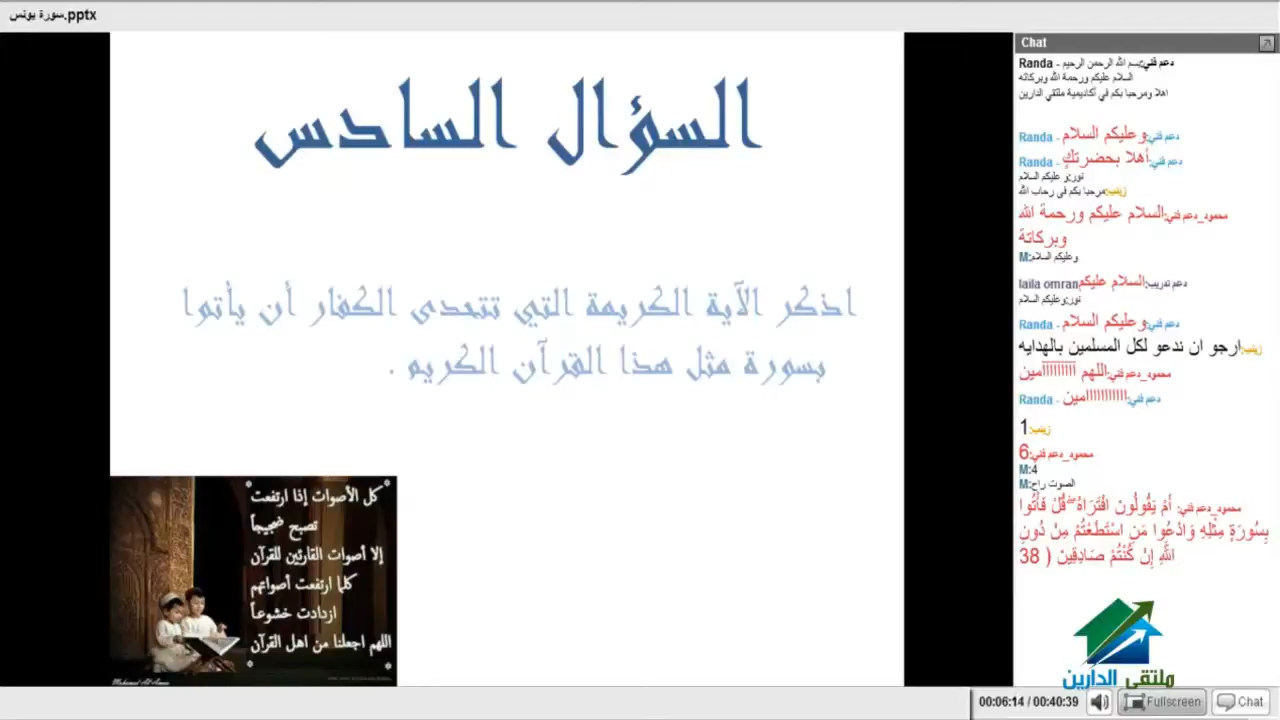 سورة يونس.pptx
السؤال السادس
اذكر الآية الكريمة التي تتحدى الكفار أن يأتوا
بسورة مثل هذا القرآن الكريم .
كل الأصوات إذا ارتفعت
تصبح ضجيجاً
إلا أصوات القارئين للقرآن
كلما ارتفعت أصواتهم
ازدادت خشوعاً
اللهم اجعلنا من اهل القرآن
Chat
Randa - دعم فني:بسم الله الرحمن الرحيم
السلام عليكم ورحمة الله وبركاته
اهلا ومرحبا بكم في أكاديمية ملتقي الدارين
Randa - دعم فني:وعليكم السلام
Randa - دعم فني:أهلا بحضرتكِ
نور:و عليكم السلام
زينب:مرحبا بكم فى رحاب الله
محمود_دعم فني:السلام عليكم ورحمة الله
وبركاتة
M:وعليكم السلام
laila omran دعم تدريب:السلام عليكم
نور:وعليكم السلام
Randa - دعم فني:وعليكم السلام
زينب:ارجو ان ندعو لكل المسلمين بالهدايه
محمود_دعم فني:اللهم آآآآآآآآآمين
Randa - دعم فني:اااااااااااامين
زينب:1
محمود_دعم فني:6
M:4
M:الصوت راح
محمود_دعم فني: أَمْ يَقُولُونَ افْتَرَاهُ ۖ قُلْ فَأْتُوا
بِسُورَةٍ مِثْلِهِ وَادْعُوا مَنِ اسْتَطَعْتُمْ مِنْ دُونِ
اللَّهِ إِنْ كُنْتُمْ صَادِقِينَ ( 38
ملتقى الدارين
00:06:14 / 00:40:39 Fullscreen Chat